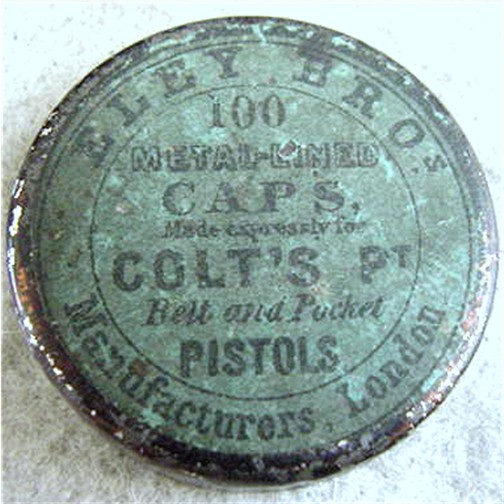 ELEY BROS
100
METAL-LINED
CAPS,
Made expressly for
COLT'S PT
Belt and Pocket
PISTOLS
Manufacturers, London